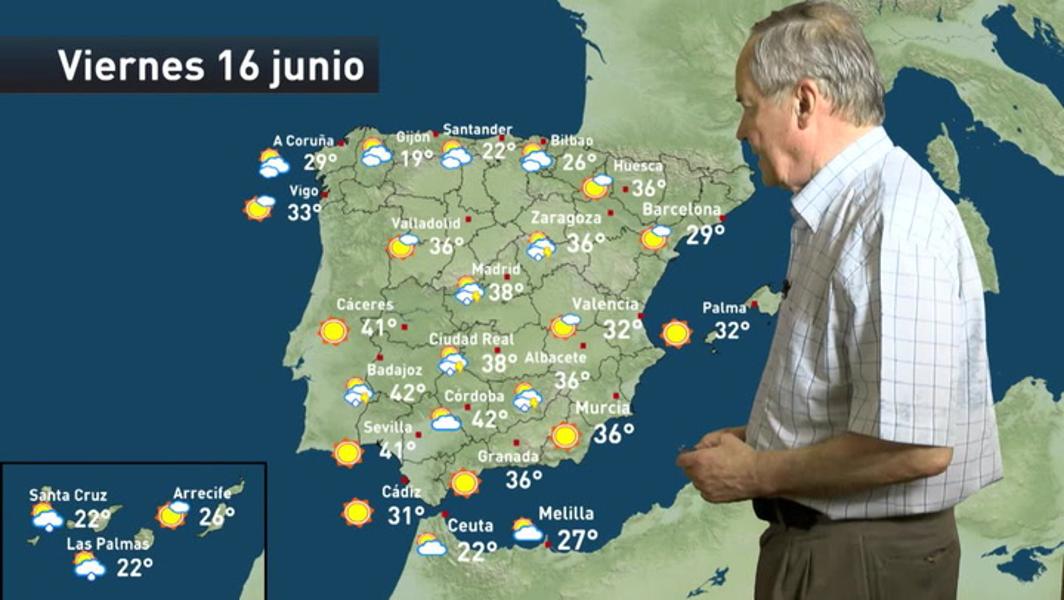 Viernes 16 junio
A Coruña
29°
Gijón
19°
Santander
22°
Bilbao
26°
Huesca
36°
Vigo
33°
Valladolid
36°
Zaragoza
36°
Barcelona
29°
Madrid
38°
Cáceres
41°
Ciudad Real
38°
Valencia
32°
Palma
32°
Badajoz
42°
Albacete
36°
Córdoba
42°
Murcia
36°
Sevilla
41°
Granada
36°
Cádiz
31°
Ceuta
22°
Melilla
27°
Santa Cruz
22°
Arrecife
26°
Las Palmas
22°